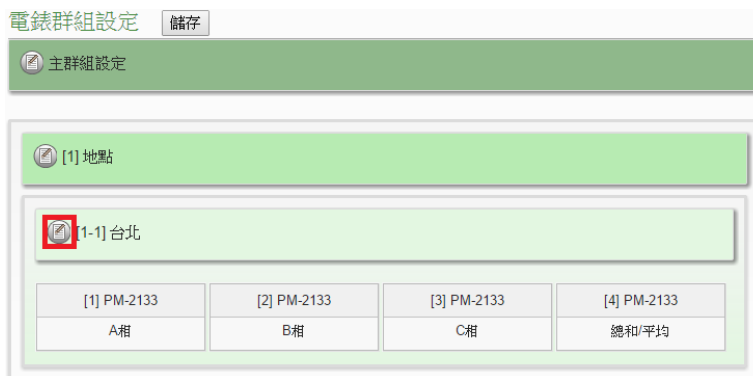 電錶群組設定 儲存
主群組設定
[1] 地點
[1-1] 台北
[1] PM-2133 [2] PM-2133 [3] PM-2133 [4] PM-2133
A相 B相 C相 總和/平均